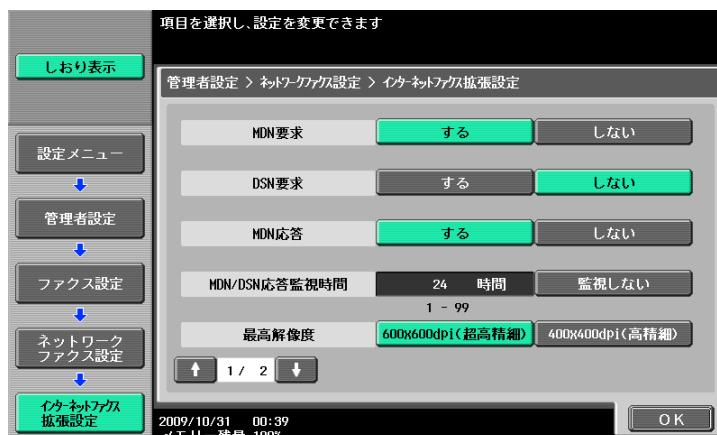 項目を選択し、設定を変更できます
しおり表示
管理者設定 > ﾈｯﾄﾜｰｸﾌｧｸｽ設定 > ｲﾝﾀｰﾈｯﾄﾌｧｸｽ拡張設定
設定メニュー
管理者設定
ファクス設定
ネットワーク
ファクス設定
ｲﾝﾀｰﾈｯﾄﾌｧｸｽ
拡張設定
MDN要求 する しない
DSN要求 する しない
MDN応答 する しない
MDN/DSN応答監視時間 24 時間 監視しない
1 - 99
最高解像度 600x600dpi(超高精細) 400x400dpi(高精細)
1/ 2
2009/10/31 00:39
メモリー残量 100%
OK